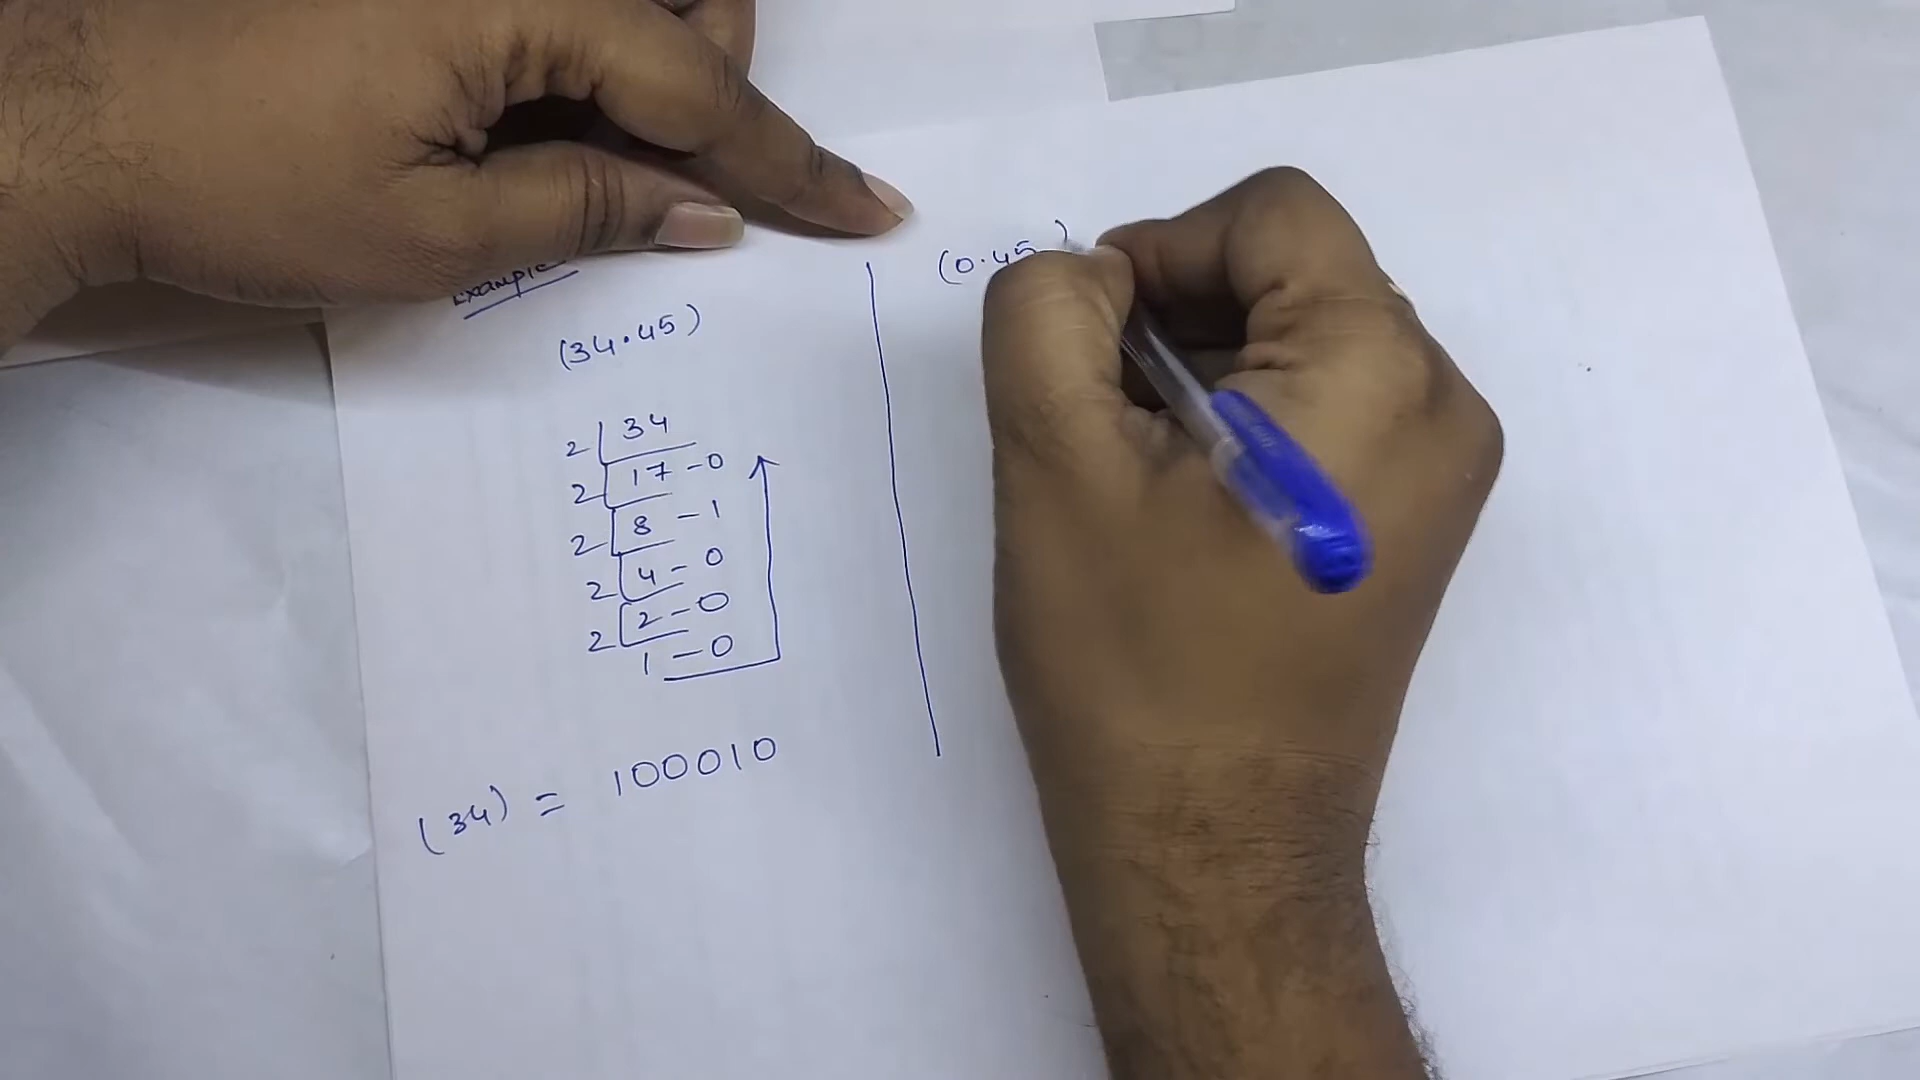 Example
(34.45)
2 34
2 17 - 0
2 8 - 1
2 4 - 0
2 2 - 0
1 - 0
(34) = 100010
(0.45)